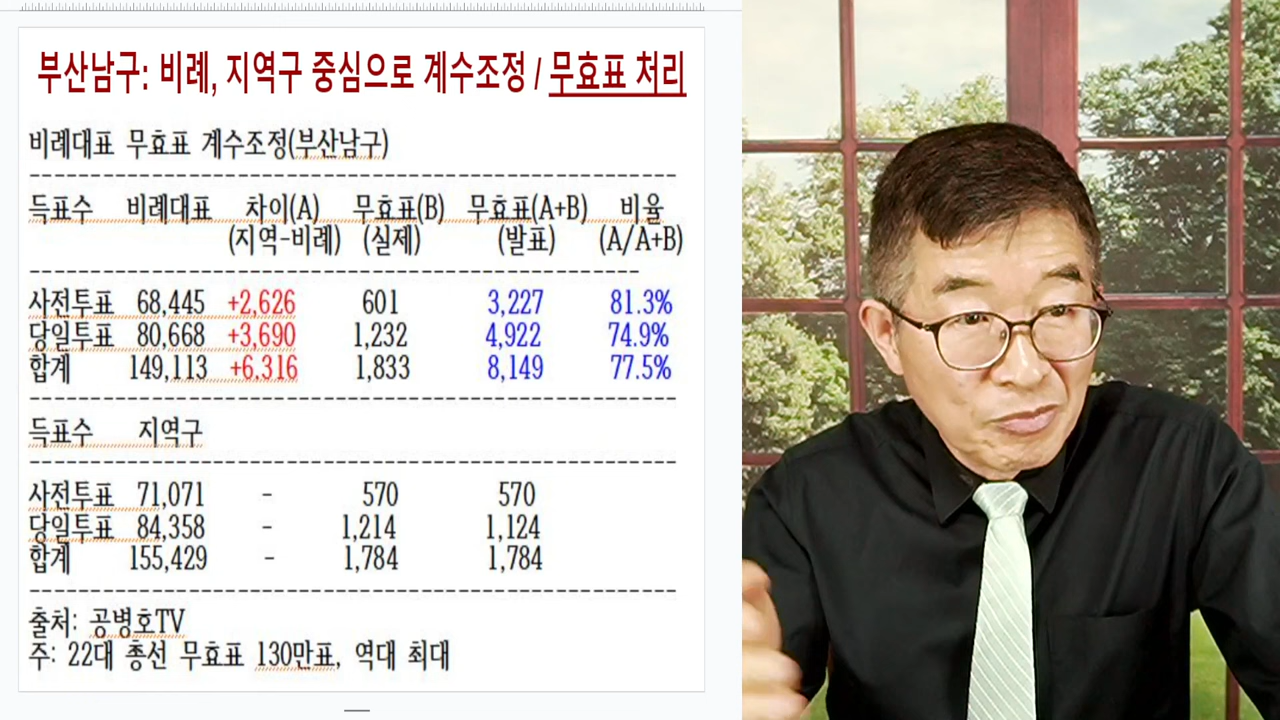 부산남구: 비례, 지역구 중심으로 계수조정 / 무효표 처리
비례대표 무효표 계수조정(부산남구)
득표수 비례대표 차이(A) 무효표(B) 무효표(A+B) 비율
(지역-비례) (실제) (발표) (A/A+B)
사전투표 68,445 +2,626 601 3,227 81.3%
당일투표 80,668 +3,690 1,232 4,922 74.9%
합계 149,113 +6,316 1,833 8,149 77.5%
득표수 지역구
사전투표 71,071 - 570 570
당일투표 84,358 - 1,214 1,124
합계 155,429 - 1,784 1,784
출처: 공병호TV
주: 22대 총선 무효표 130만표, 역대 최대